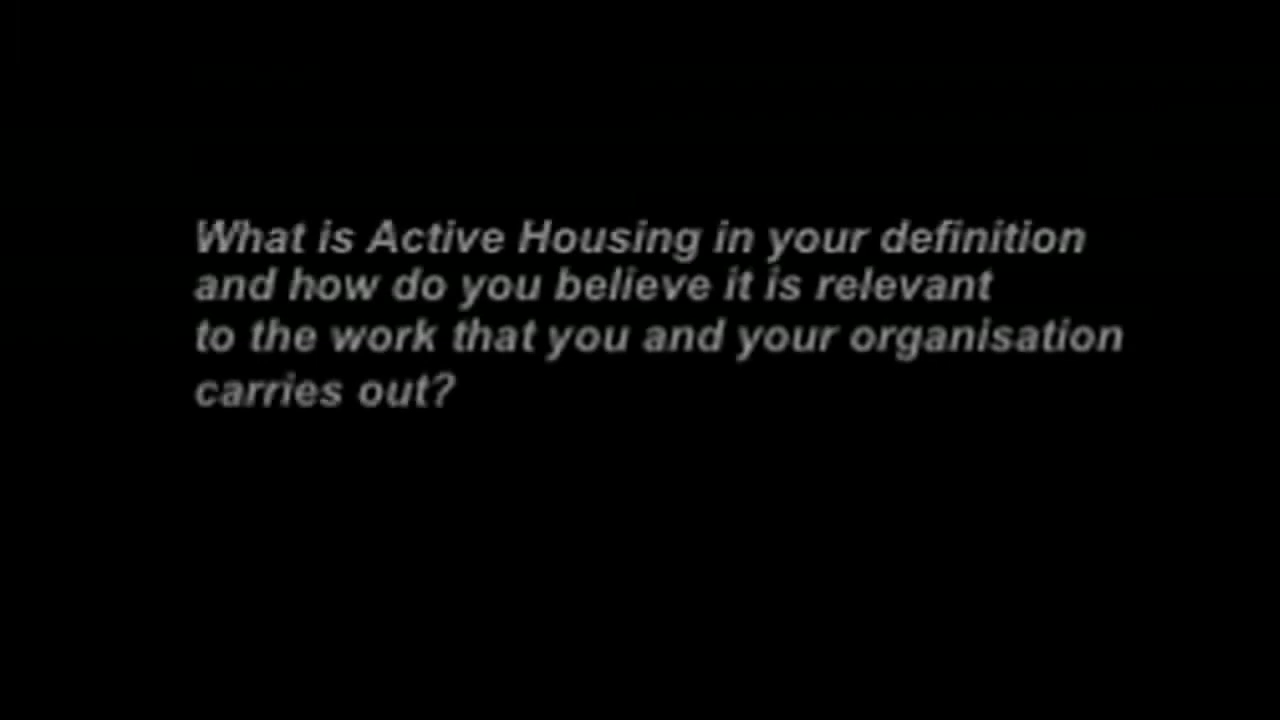 What is Active Housing in your definition
and how do you believe it is relevant
to the work that you and your organisation
carries out?